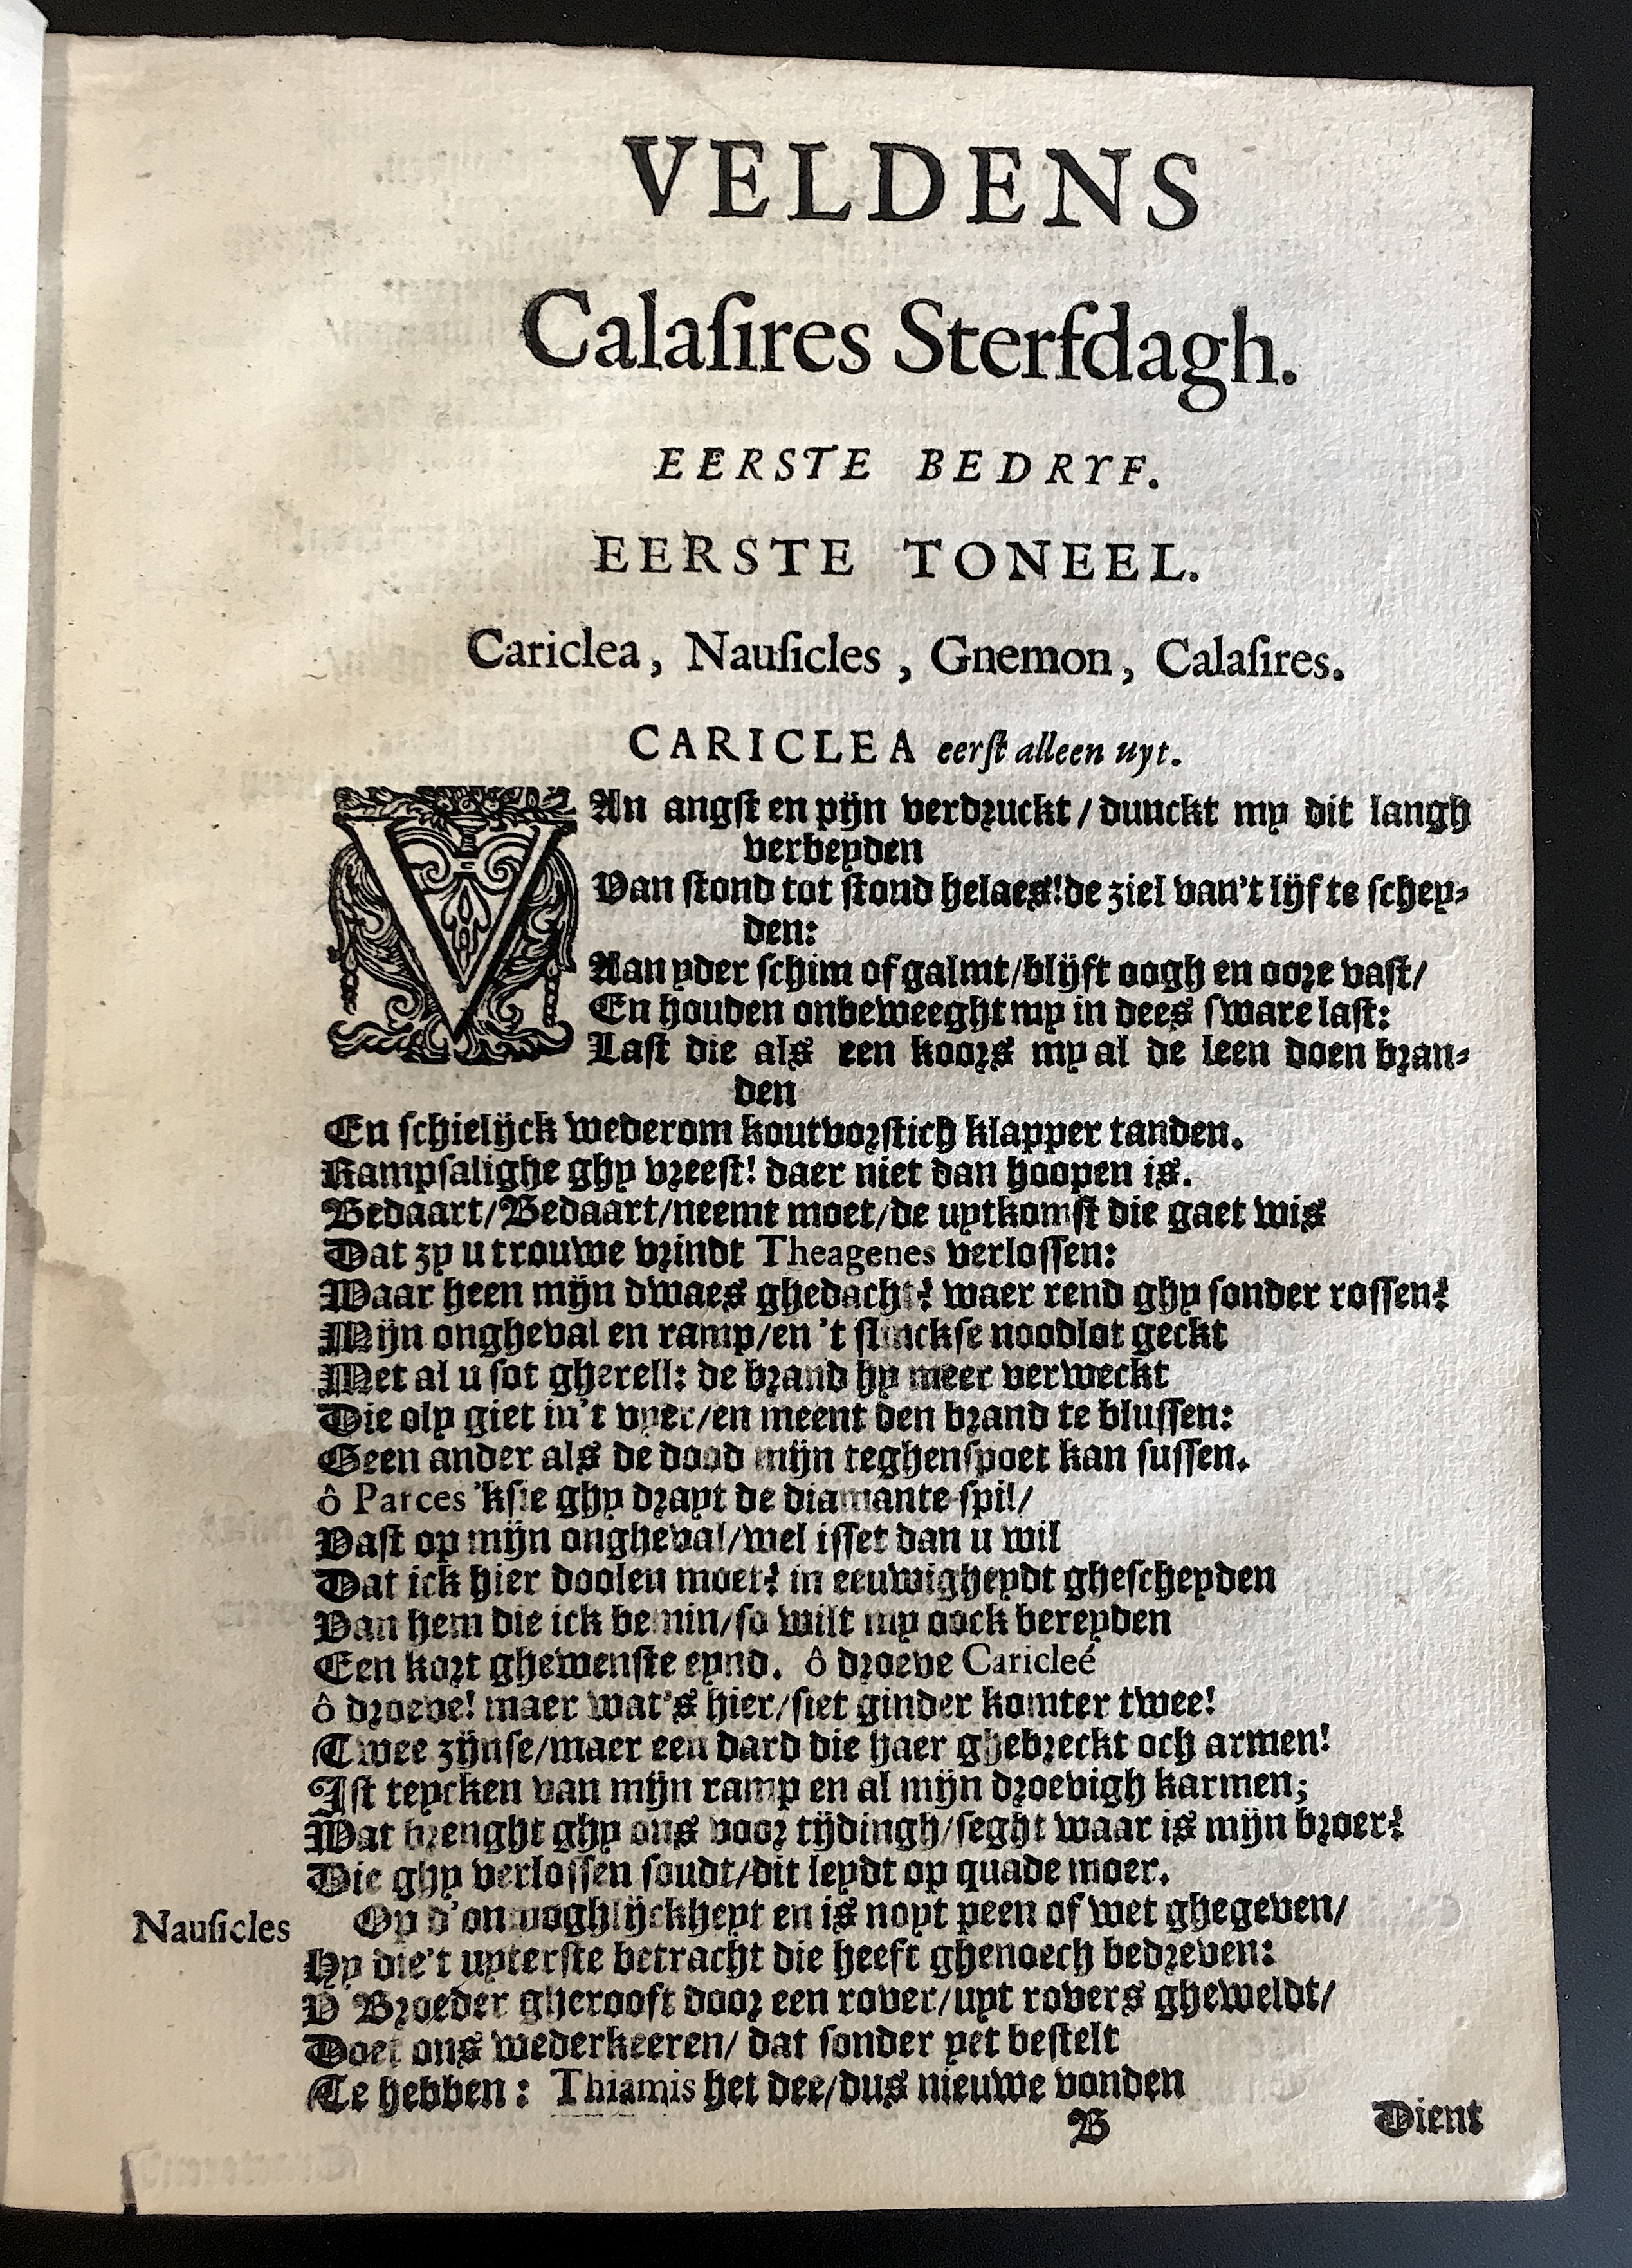 VELDENS
Calaſires Sterfdagh.
EERSTE BEDRYF.
EERSTE TONEEL.
Cariclea, Nauſicles, Gnemon, Calaſires.
CARICLEA eerſt alleen uyt.
VAn angſt en pijn verdruckt / dunckt my dit langh
verbeyden
Van ſtond tot ſtond helaes! de ziel van't lijf te ſchey-
den:
Aan yder ſchim of galmt/blijft oogh en oore vaſt/
En houden onbeweeght my in dees ſware laſt:
Laſt die als een koors my al de leen doen bran-
den
En ſchielijck wederom koutvorſtich klapper tanden.
Rampſalighe ghy vreeſt! daer niet dan hoopen is.
Bedaart/Bedaart/neemt moet/de uytkomſt die gaet wis
Dat zy u trouwe vrindt Theagenes verloſſen:
Waar heen mijn dwaes ghedacht? waer rend ghy ſonder roſſen?
Mijn ongheval en ramp/en 't ſlinckſe noodlot geckt
Met al u ſot gherell: de brand hy meer verweckt
Die oly giet in't vyer/en meent den brand te bluſſen:
Geen ander als de dood mijn teghenſpoet kan ſuſſen.
ô Parces 'kſie ghy drayt de diamante ſpil/
Vaſt op mijn ongheval/wel iſſet dan u wil
Dat ick hier doolen moet? in eeuwigheydt gheſcheyden
Van hem die ick bemin/ſo wilt my oock bereyden
Een kort ghewenſte eynd. ô droeve Caricleé
ô droeve! maer wat's hier/ſiet ginder komter twee!
Twee zijnſe/maer een dard die haer ghebreckt och armen!
Iſt teycken van mijn ramp en al mijn droevigh karmen;
Wat brenght ghy ons voor tijdingh/ſeght waar is mijn broer?
Die ghy verloſſen ſoudt/dit leydt op quade moer.
Nauſicles Op d'onmooghlijckheyt en is noyt peen of wet ghegeven/
Hy die't uyterſte betracht die heeft ghenoech bedreven:
V Broeder gherooft door een rover/uyt rovers gheweldt/
Doet ons wederkeeren/ dat ſonder yet beſtelt
Te hebben: Thiamis het dee/dus nieuwe vonden
B Dient